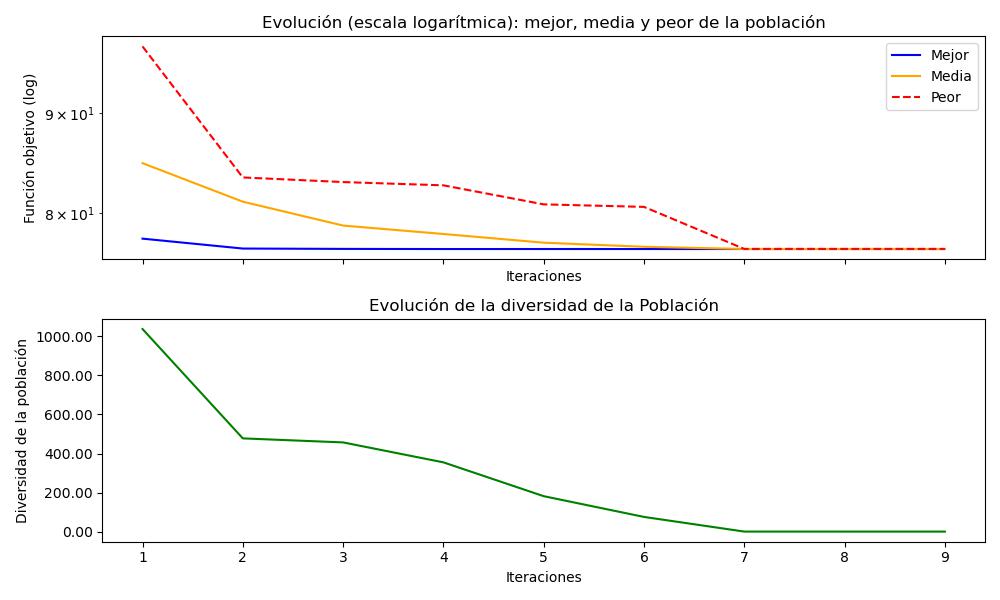 Evolución (escala logarítmica): mejor, media y peor de la población
Función objetivo (log)
9 × 10¹
8 × 10¹
Mejor
Media
Peor
Iteraciones
Evolución de la diversidad de la Población
Diversidad de la población
1000.00
800.00
600.00
400.00
200.00
0.00
1 2 3 4 5 6 7 8 9
Iteraciones